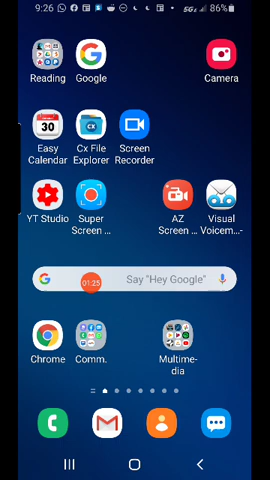 9:26
5G E 86%
Reading
Google
Camera
30
Easy
Calendar
CX
Cx File
Explorer
Screen
Recorder
YT Studio
Super
Screen ...
AZ
Screen ...
Visual
Voicem...
G
01:25
Say "Hey Google"
Chrome
Comm.
Multime-
dia